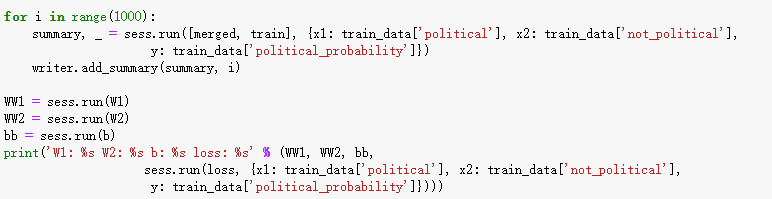 for i in range(1000):
    summary, _ = sess.run([merged, train], {x1: train_data['political'], x2: train_data['not_political'],
                    y: train_data['political_probability']})
    writer.add_summary(summary, i)

WW1 = sess.run(W1)
WW2 = sess.run(W2)
bb = sess.run(b)
print('W1: %s W2: %s b: %s loss: %s' % (WW1, WW2, bb,
                    sess.run(loss, {x1: train_data['political'], x2: train_data['not_political'],
                    y: train_data['political_probability']})))